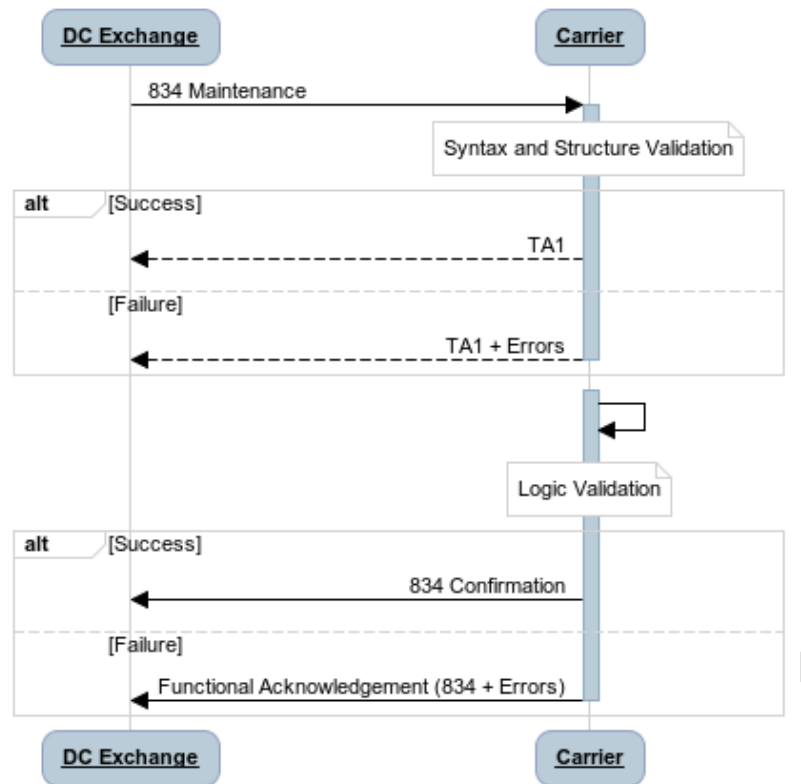 DC Exchange
Carrier
834 Maintenance
Syntax and Structure Validation
alt
[Success]
TA1
[Failure]
TA1 + Errors
Logic Validation
alt
[Success]
834 Confirmation
[Failure]
Functional Acknowledgement (834 + Errors)
DC Exchange
Carrier